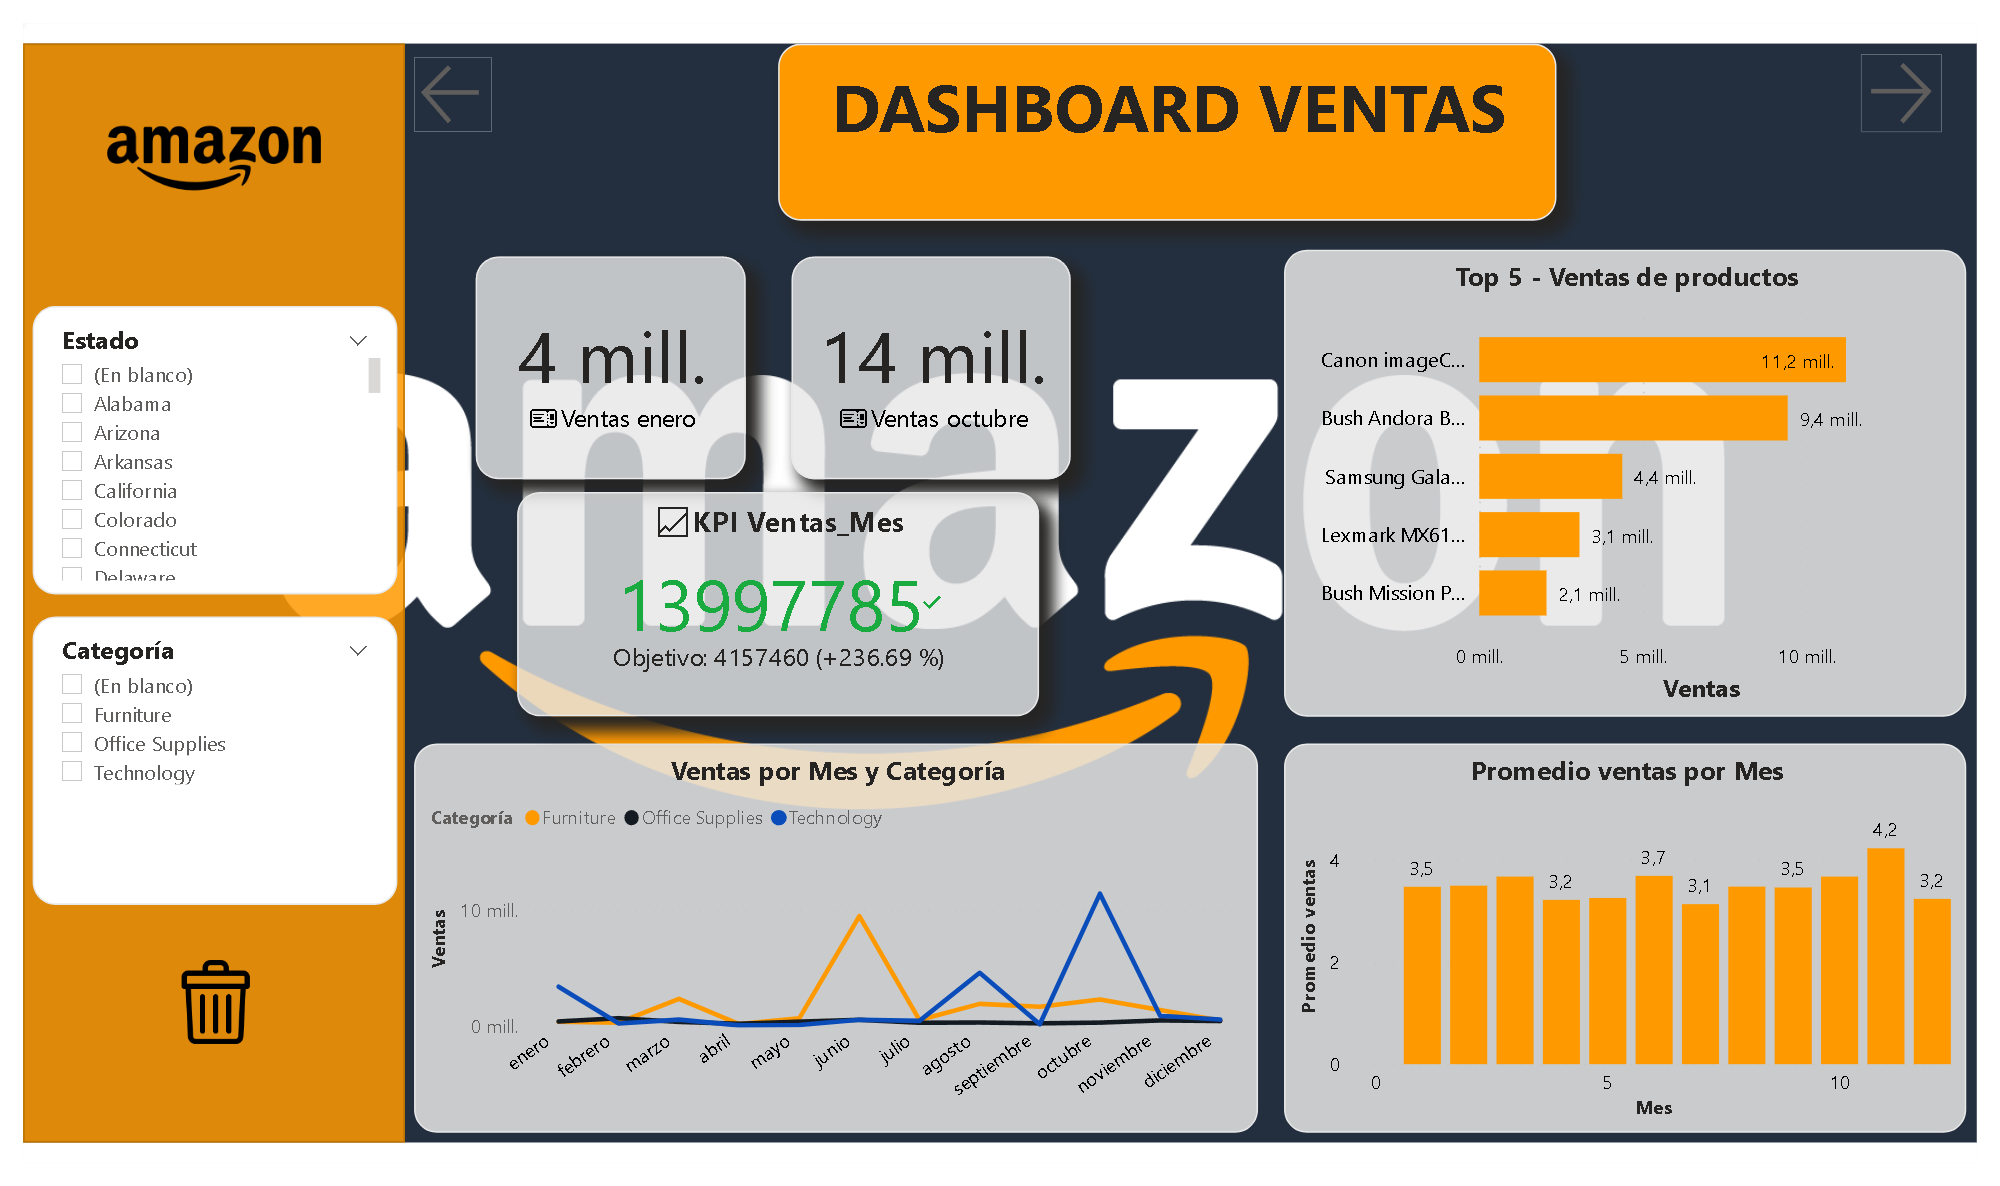 amazon
DASHBOARD VENTAS
Estado
(En blanco)
Alabama
Arizona
Arkansas
California
Colorado
Connecticut
Delaware
Categoría
(En blanco)
Furniture
Office Supplies
Technology
4 mill.
Ventas enero
14 mill.
Ventas octubre
KPI Ventas_Mes
13997785
Objetivo: 4157460 (+236.69 %)
amazon
Top 5 - Ventas de productos
Canon imageC... 11,2 mill.
Bush Andora B... 9,4 mill.
Samsung Gala... 4,4 mill.
Lexmark MX61... 3,1 mill.
Bush Mission P... 2,1 mill.
0 mill. 5 mill. 10 mill.
Ventas
Ventas por Mes y Categoría
Categoría Furniture Office Supplies Technology
Ventas
10 mill.
0 mill.
enero febrero marzo abril mayo junio julio agosto septiembre octubre noviembre diciembre
Promedio ventas por Mes
Promedio ventas
4
2
0
3,5 3,2 3,7 3,1 3,5 4,2 3,2
0 5 10
Mes